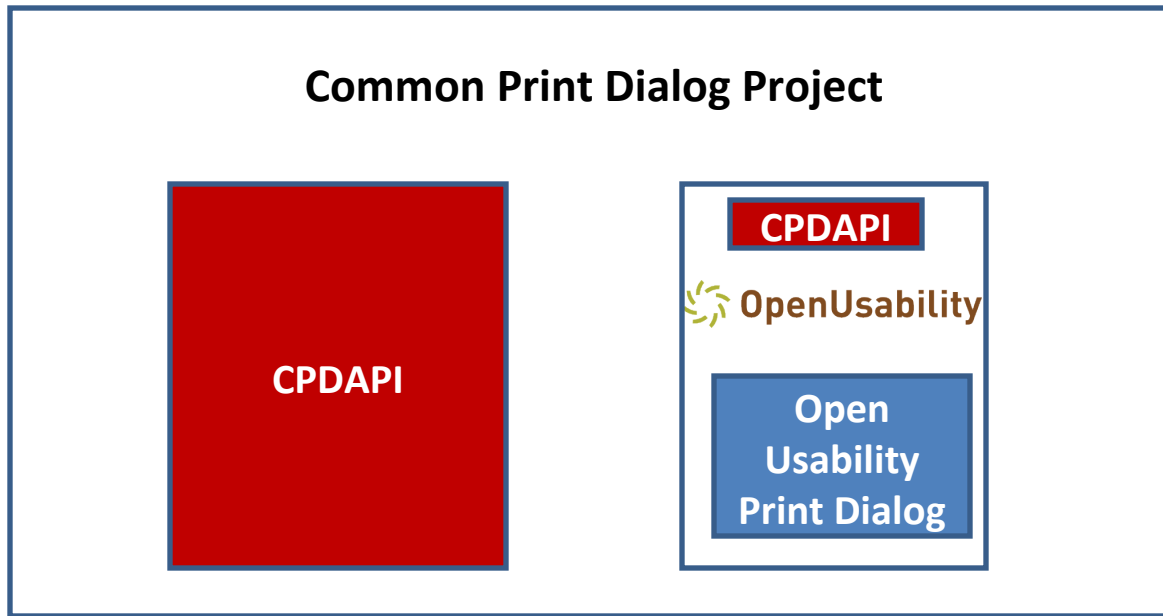 Common Print Dialog Project
CPDAPI
CPDAPI
OpenUsability
Open
Usability
Print Dialog